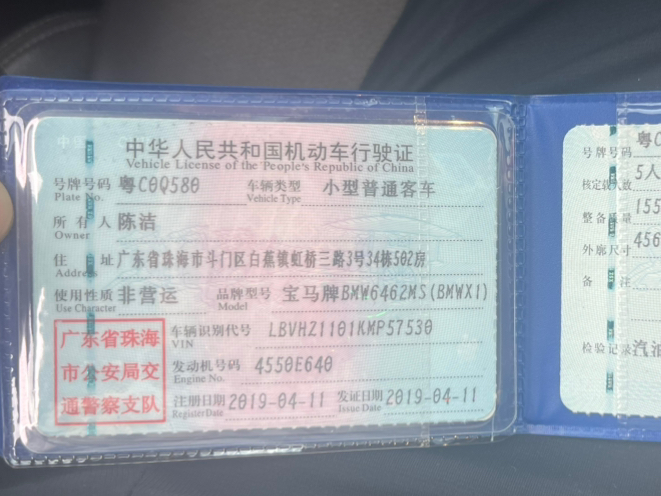 中华人民共和国机动车行驶证
Vehicle License of the People's Republic of China
号牌号码 粤C0Q580 车辆类型 小型普通客车
Plate No. Vehicle Type
所有人 陈洁
Owner
住址 广东省珠海市斗门区白蕉镇虹桥三路3号34栋502房
Address
使用性质 非营运 品牌型号 宝马牌BMW6462MS(BMWX1)
Use Character Model
广东省珠海
市公安局交
通警察支队
车辆识别代号 LBVHZ1101KMP57530
VIN
发动机号码 4550E640
Engine No.
注册日期 2019-04-11 发证日期 2019-04-11
Register Date Issue Date
号牌号码 粤C
核定载人数 5人
整备质量 155
外廓尺寸 456
备注
检验记录 汽油